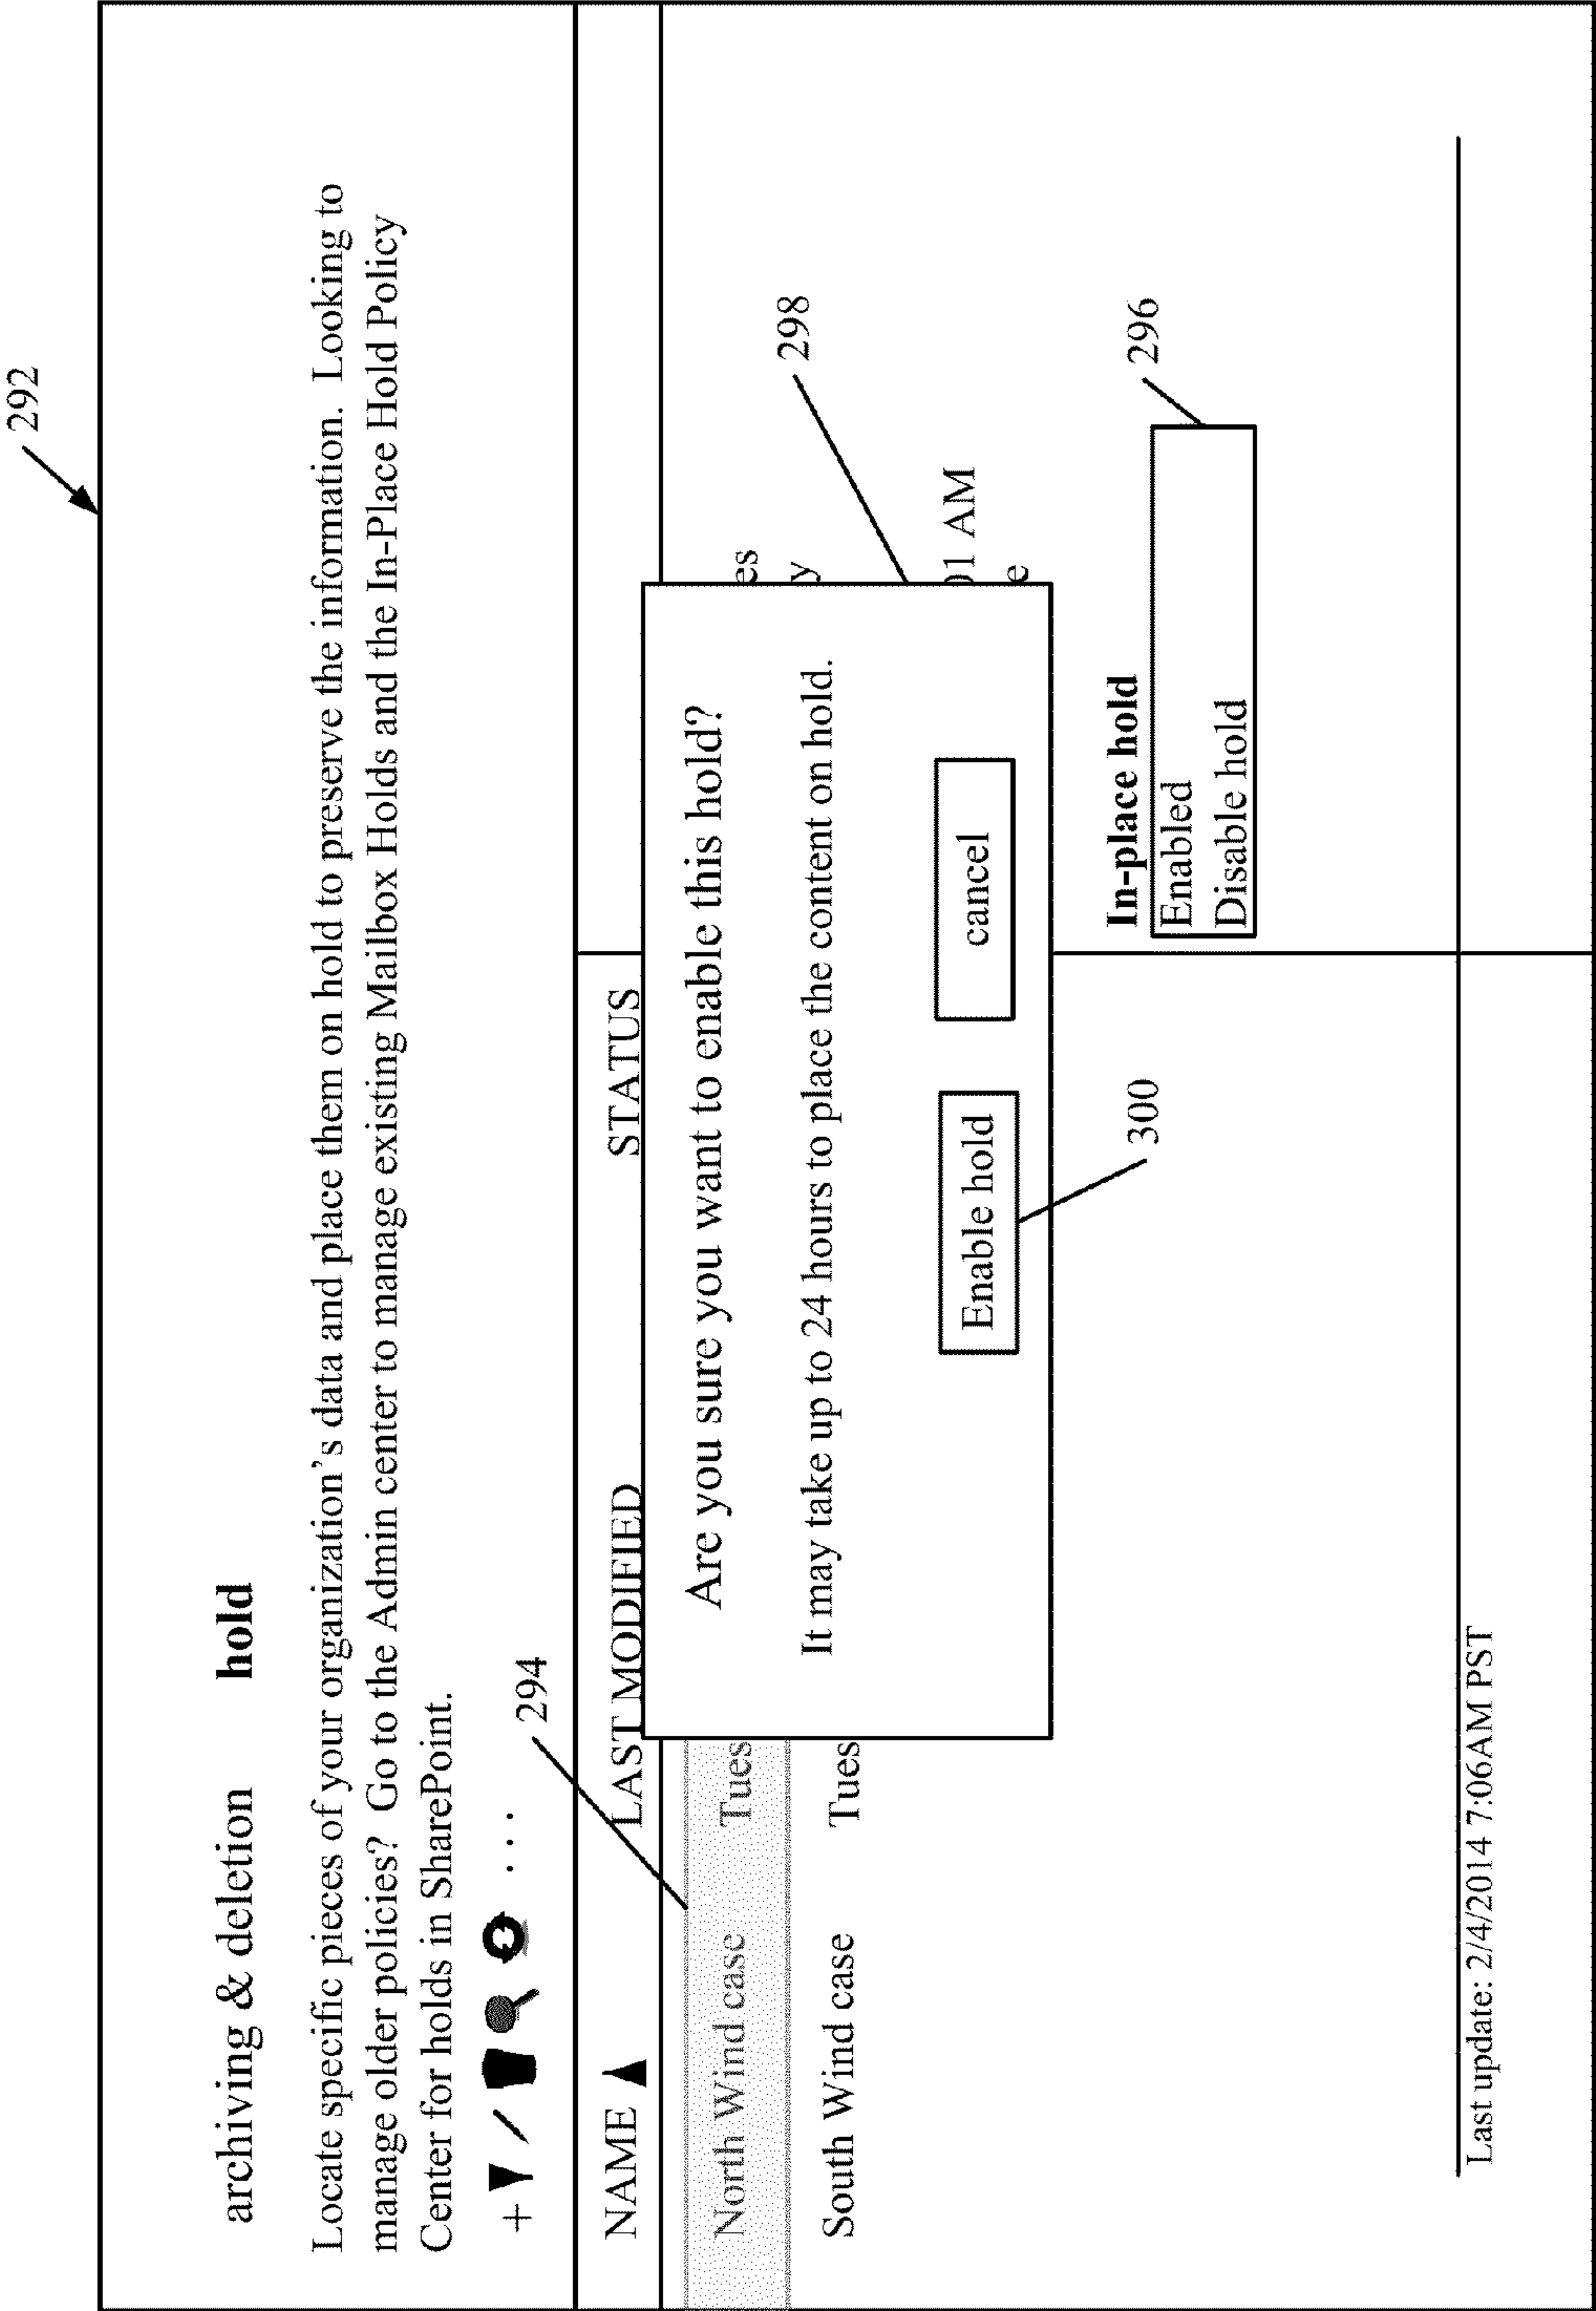 292
archiving & deletion hold
Locate specific pieces of your organization's data and place them on hold to preserve the information. Looking to
manage older policies? Go to the Admin center to manage existing Mailbox Holds and the In-Place Hold Policy
Center for holds in SharePoint.
+ ...
294
NAME LAST MODIFIED STATUS
North Wind case Tues
South Wind case Tues
Are you sure you want to enable this hold?
It may take up to 24 hours to place the content on hold.
Enable hold cancel
298
es
y
01 AM
e
300
In-place hold
Enabled
Disable hold
296
Last update: 2/4/2014 7:06AM PST